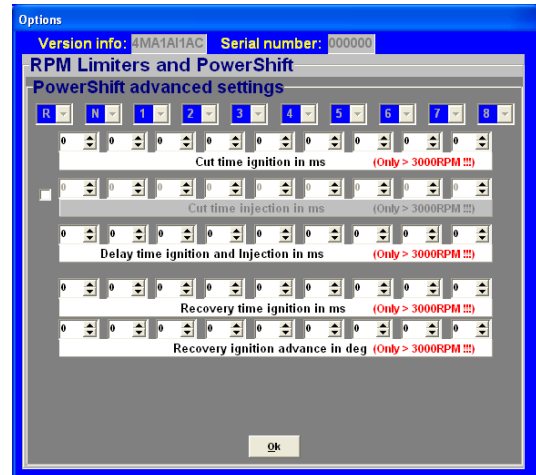 Options
Version info: 4MA1AI1AC Serial number: 000000
RPM Limiters and PowerShift
PowerShift advanced settings
R N 1 2 3 4 5 6 7 8
0 0 0 0 0 0 0 0 0
Cut time ignition in ms (Only > 3000RPM !!!)
0 0 0 0 0 0 0 0 0
Cut time injection in ms (Only > 3000RPM !!!)
0 0 0 0 0 0 0 0 0
Delay time ignition and Injection in ms (Only > 3000RPM !!!)
0 0 0 0 0 0 0 0 0
Recovery time ignition in ms (Only > 3000RPM !!!)
0 0 0 0 0 0 0 0 0
Recovery ignition advance in deg (Only > 3000RPM !!!)
Ok